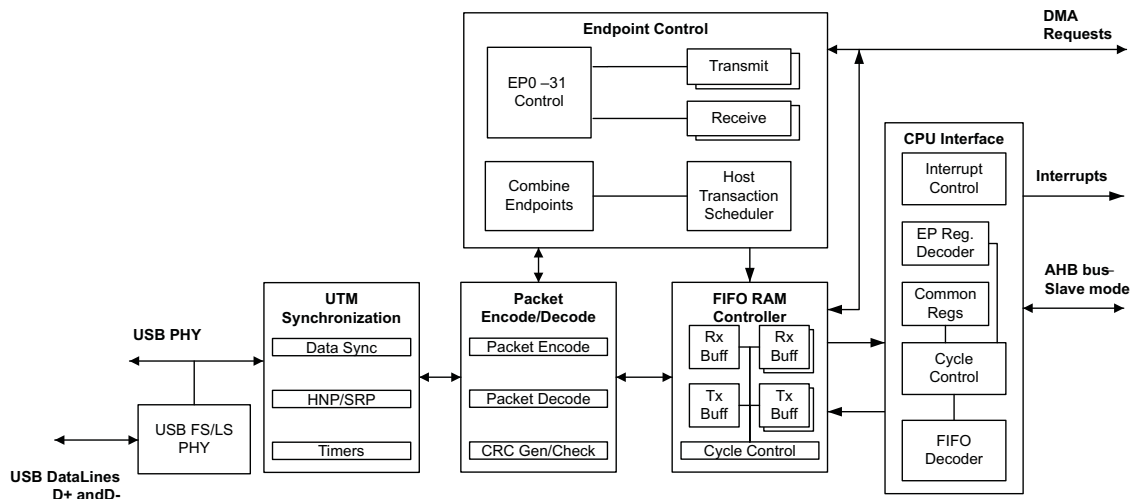 Endpoint Control
DMA
Requests
EP0 –31
Control
Transmit
Receive
Combine
Endpoints
Host
Transaction
Scheduler
CPU Interface
Interrupt
Control
Interrupts
EP Reg.
Decoder
AHB bus–
Slave mode
Common
Regs
Cycle
Control
FIFO
Decoder
UTM
Synchronization
Data Sync
HNP/SRP
Timers
Packet
Encode/Decode
Packet Encode
Packet Decode
CRC Gen/Check
FIFO RAM
Controller
Rx
Buff
Rx
Buff
Tx
Buff
Tx
Buff
Cycle Control
USB PHY
USB FS/LS
PHY
USB DataLines
D+ andD-